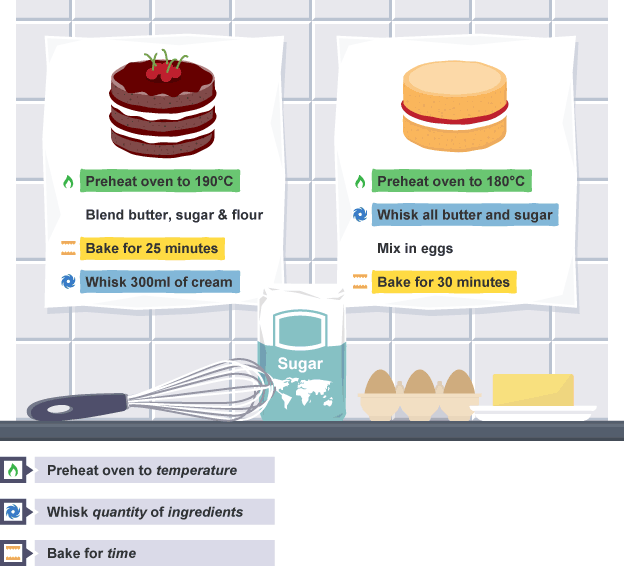 Preheat oven to 190°C
Blend butter, sugar & flour
Bake for 25 minutes
Whisk 300ml of cream
Preheat oven to 180°C
Whisk all butter and sugar
Mix in eggs
Bake for 30 minutes
Sugar
Preheat oven to temperature
Whisk quantity of ingredients
Bake for time